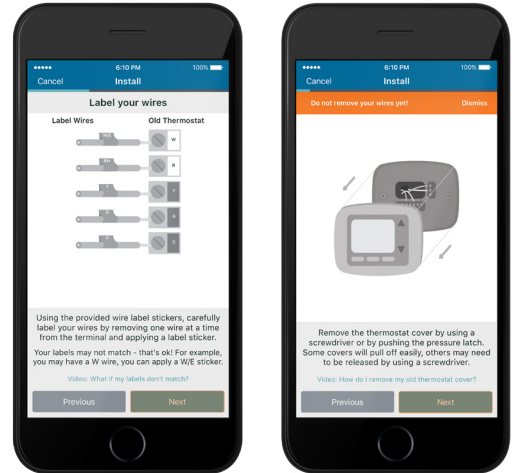 6:10 PM
100%
Cancel
Install
Label your wires
Label Wires
Old Thermostat
W/E
W
R
Y
Y
G
G
C
C
Using the provided wire label stickers, carefully
label your wires by removing one wire at a time
from the terminal and applying a label sticker.
Your labels may not match - that's ok! For example,
you may have a W wire, you can apply a W/E sticker.
Video: What if my labels don't match?
Previous
Next
6:10 PM
100%
Cancel
Install
Do not remove your wires yet!
Dismiss
Remove the thermostat cover by using a
screwdriver or by pushing the pressure latch.
Some covers will pull off easily, others may need
to be released by using a screwdriver.
Video: How do I remove my old thermostat cover?
Previous
Next